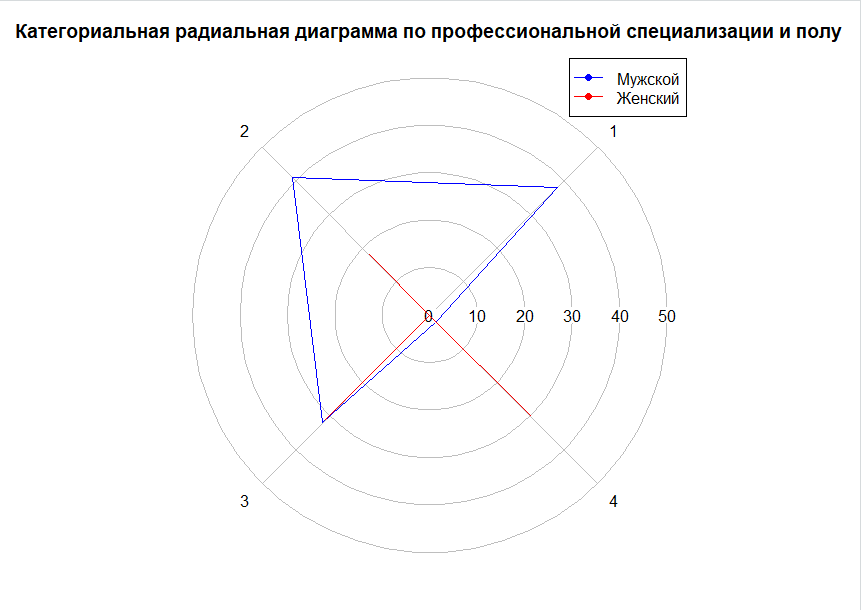 Категориальная радиальная диаграмма по профессиональной специализации и полу
Мужской
Женский
2
1
0 10 20 30 40 50
3
4